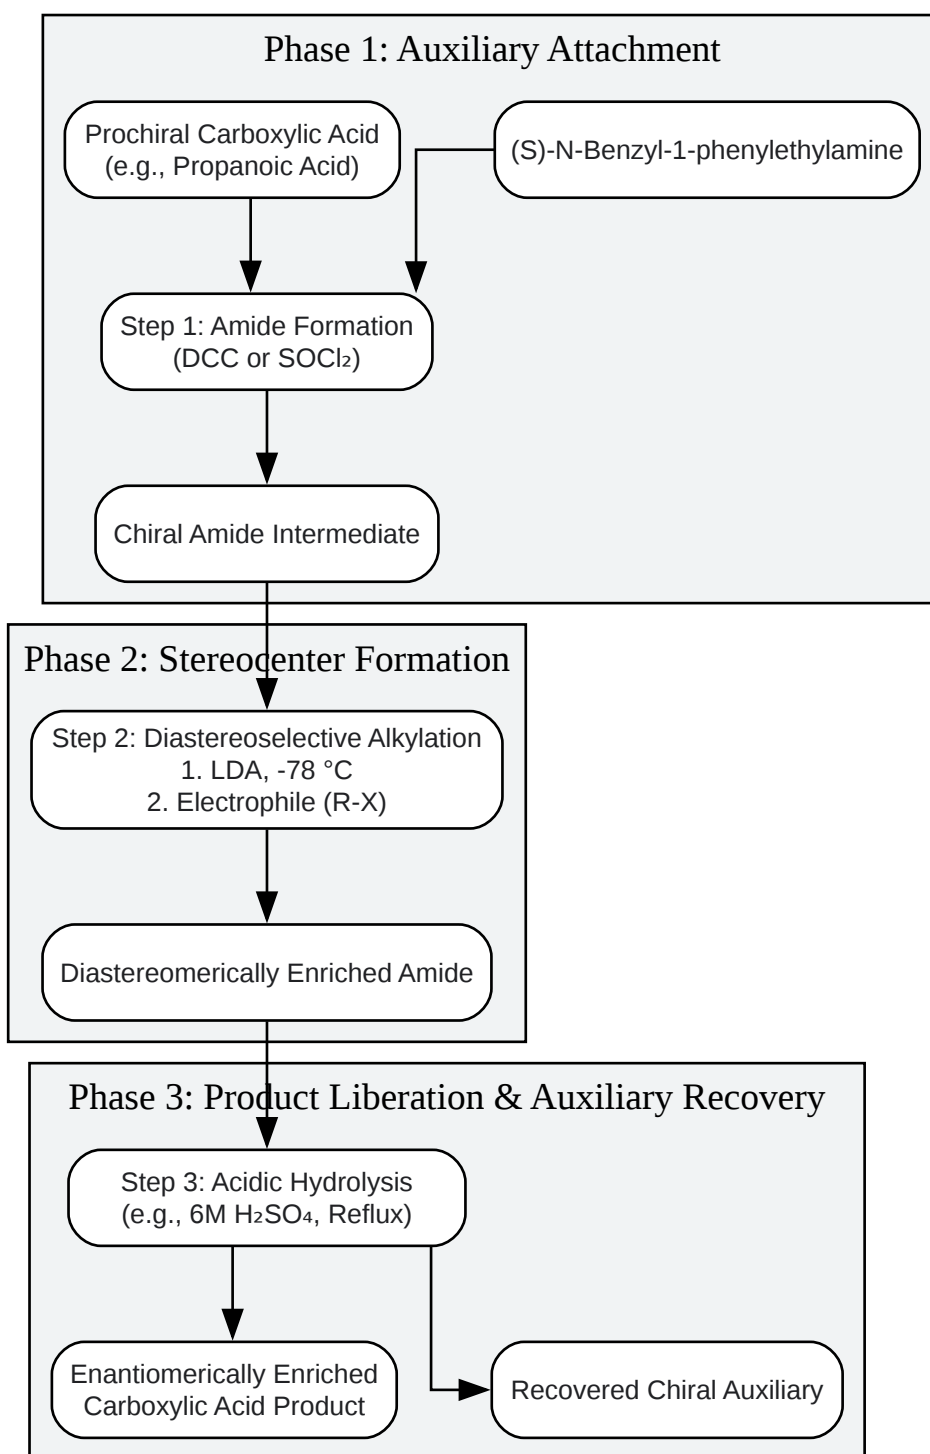 Phase 1: Auxiliary Attachment
Prochiral Carboxylic Acid
(e.g., Propanoic Acid)
(S)-N-Benzyl-1-phenylethylamine
Step 1: Amide Formation
(DCC or SOCl₂)
Chiral Amide Intermediate
Phase 2: Stereocenter Formation
Step 2: Diastereoselective Alkylation
1. LDA, -78 °C
2. Electrophile (R-X)
Diastereomerically Enriched Amide
Phase 3: Product Liberation & Auxiliary Recovery
Step 3: Acidic Hydrolysis
(e.g., 6M H₂SO₄, Reflux)
Enantiomerically Enriched
Carboxylic Acid Product
Recovered Chiral Auxiliary